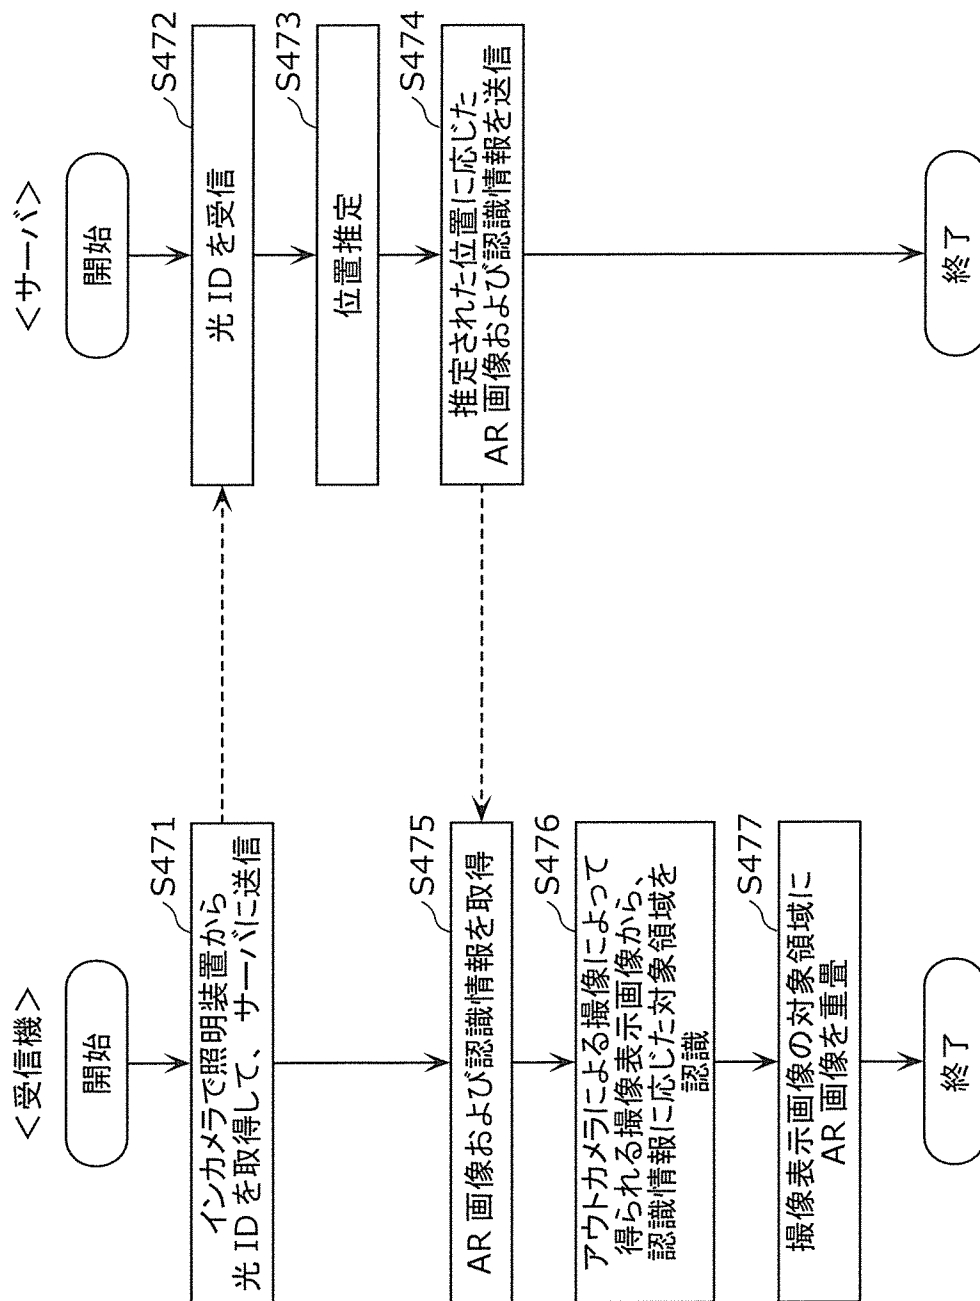 <受信機>
開始
S471
インカメラで照明装置から
光 ID を取得して、サーバに送信
S475
AR 画像および認識情報を取得
S476
アウトカメラによる撮像によって
得られる撮像表示画像から、
認識情報に応じた対象領域を
認識
S477
撮像表示画像の対象領域に
AR 画像を重畳
終了
<サーバ>
開始
S472
光 ID を受信
S473
位置推定
S474
推定された位置に応じた
AR 画像および認識情報を送信
終了